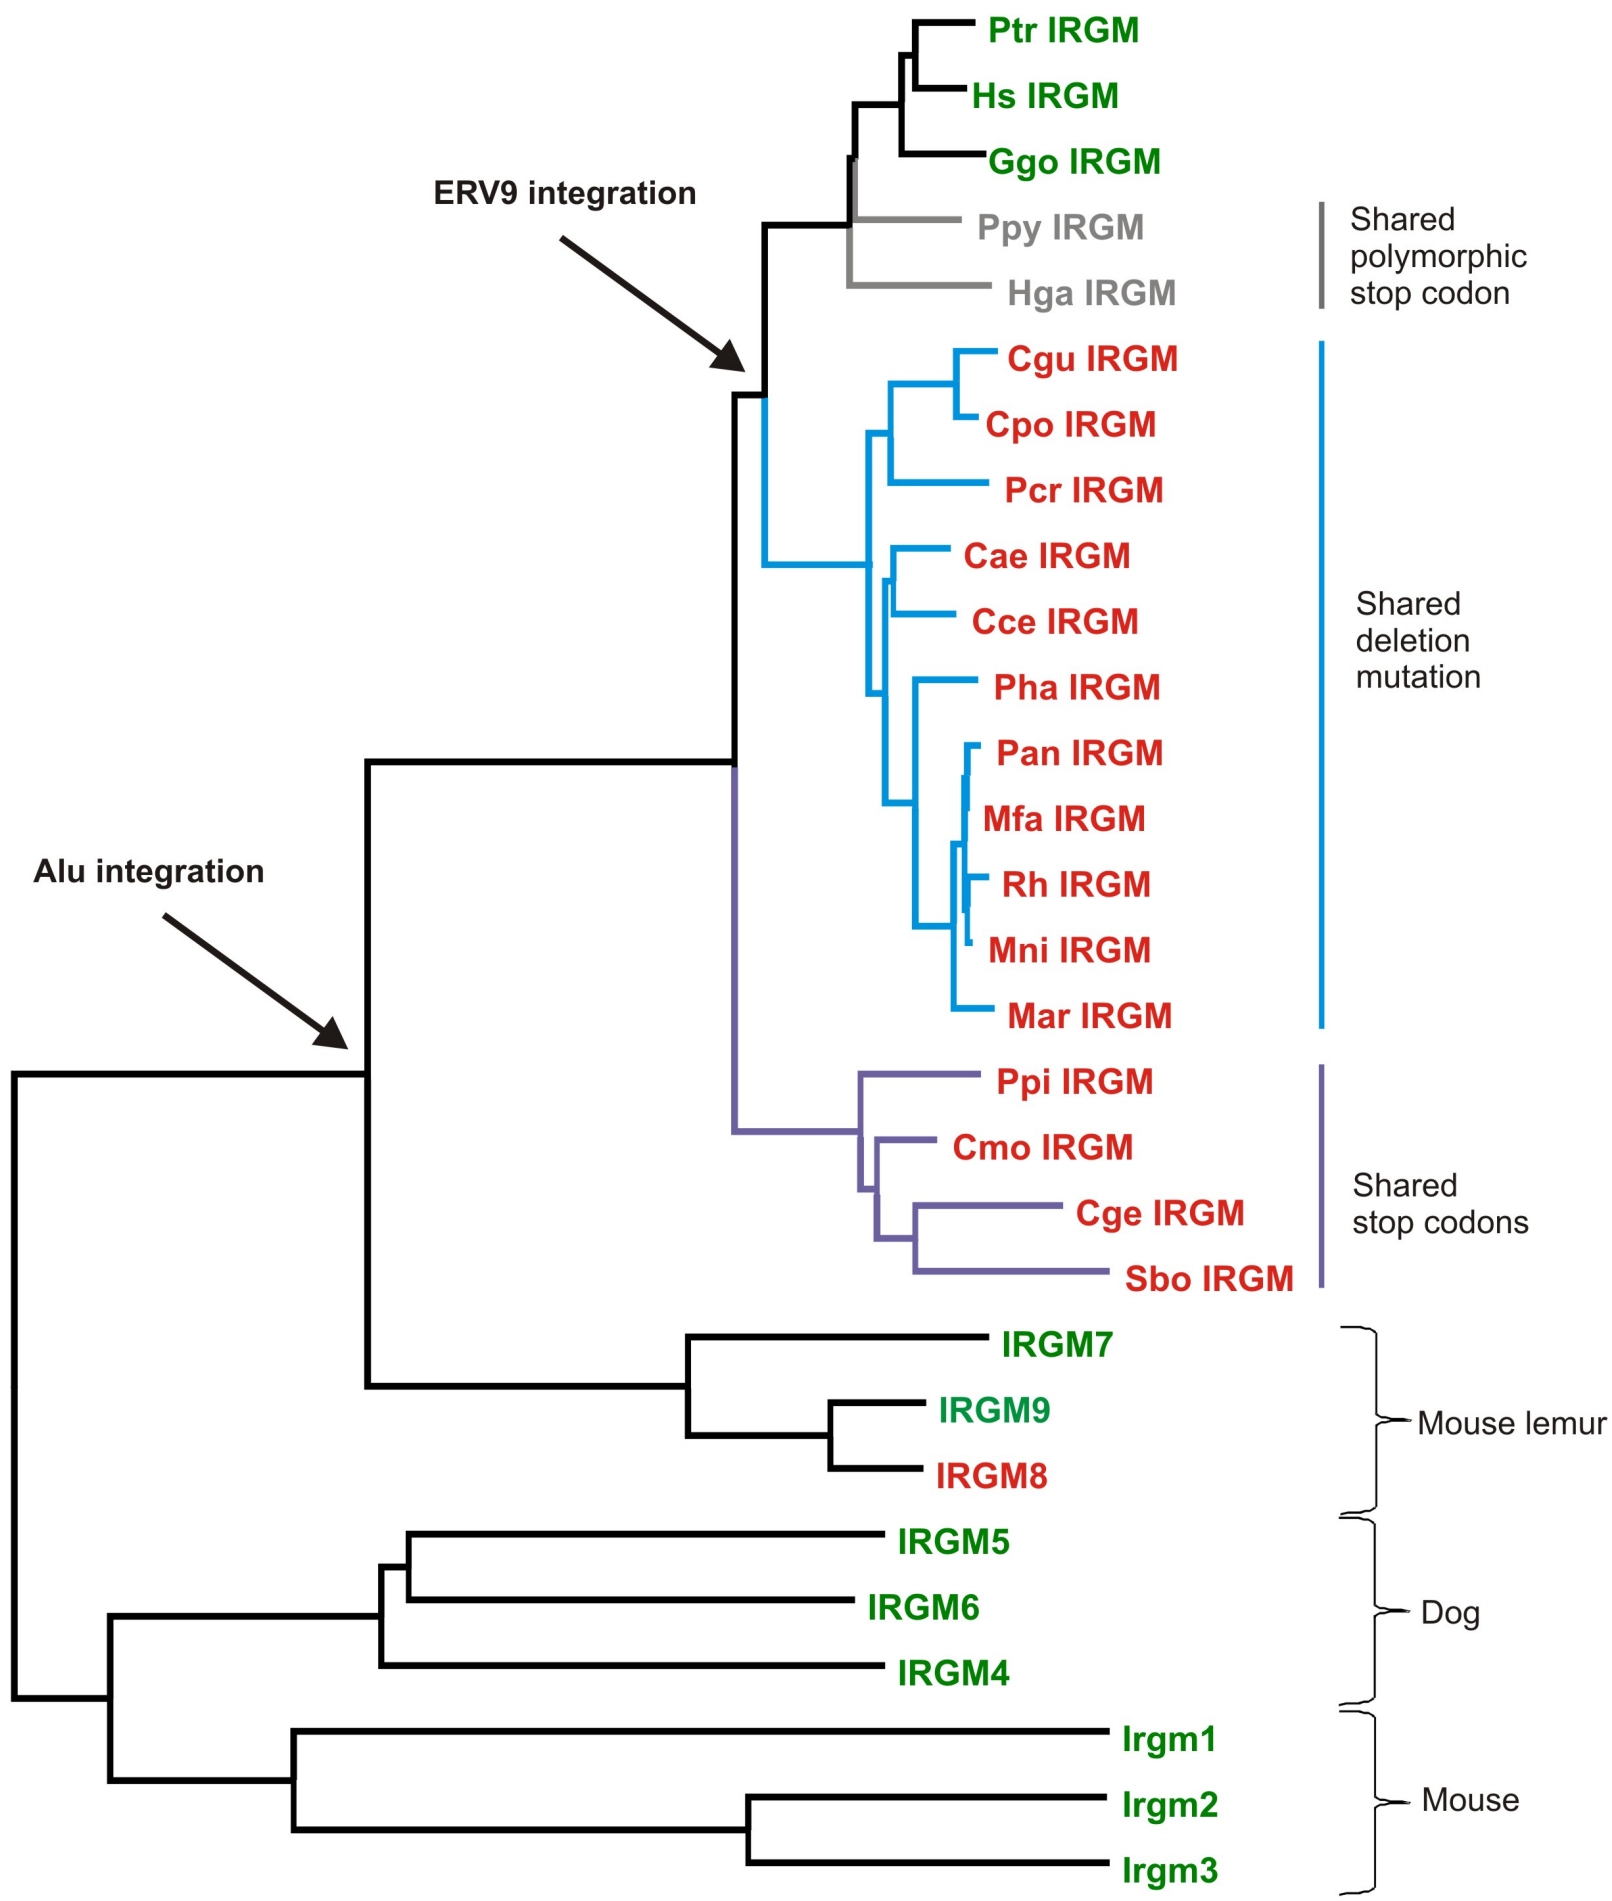 Ptr IRGM
Hs IRGM
Ggo IRGM
ERV9 integration
Ppy IRGM
Hga IRGM
Shared
polymorphic
stop codon
Cgu IRGM
Cpo IRGM
Pcr IRGM
Cae IRGM
Cce IRGM
Pha IRGM
Pan IRGM
Mfa IRGM
Rh IRGM
Mni IRGM
Mar IRGM
Shared
deletion
mutation
Alu integration
Ppi IRGM
Cmo IRGM
Cge IRGM
Sbo IRGM
Shared
stop codons
IRGM7
IRGM9
IRGM8
Mouse lemur
IRGM5
IRGM6
IRGM4
Dog
Irgm1
Irgm2
Irgm3
Mouse